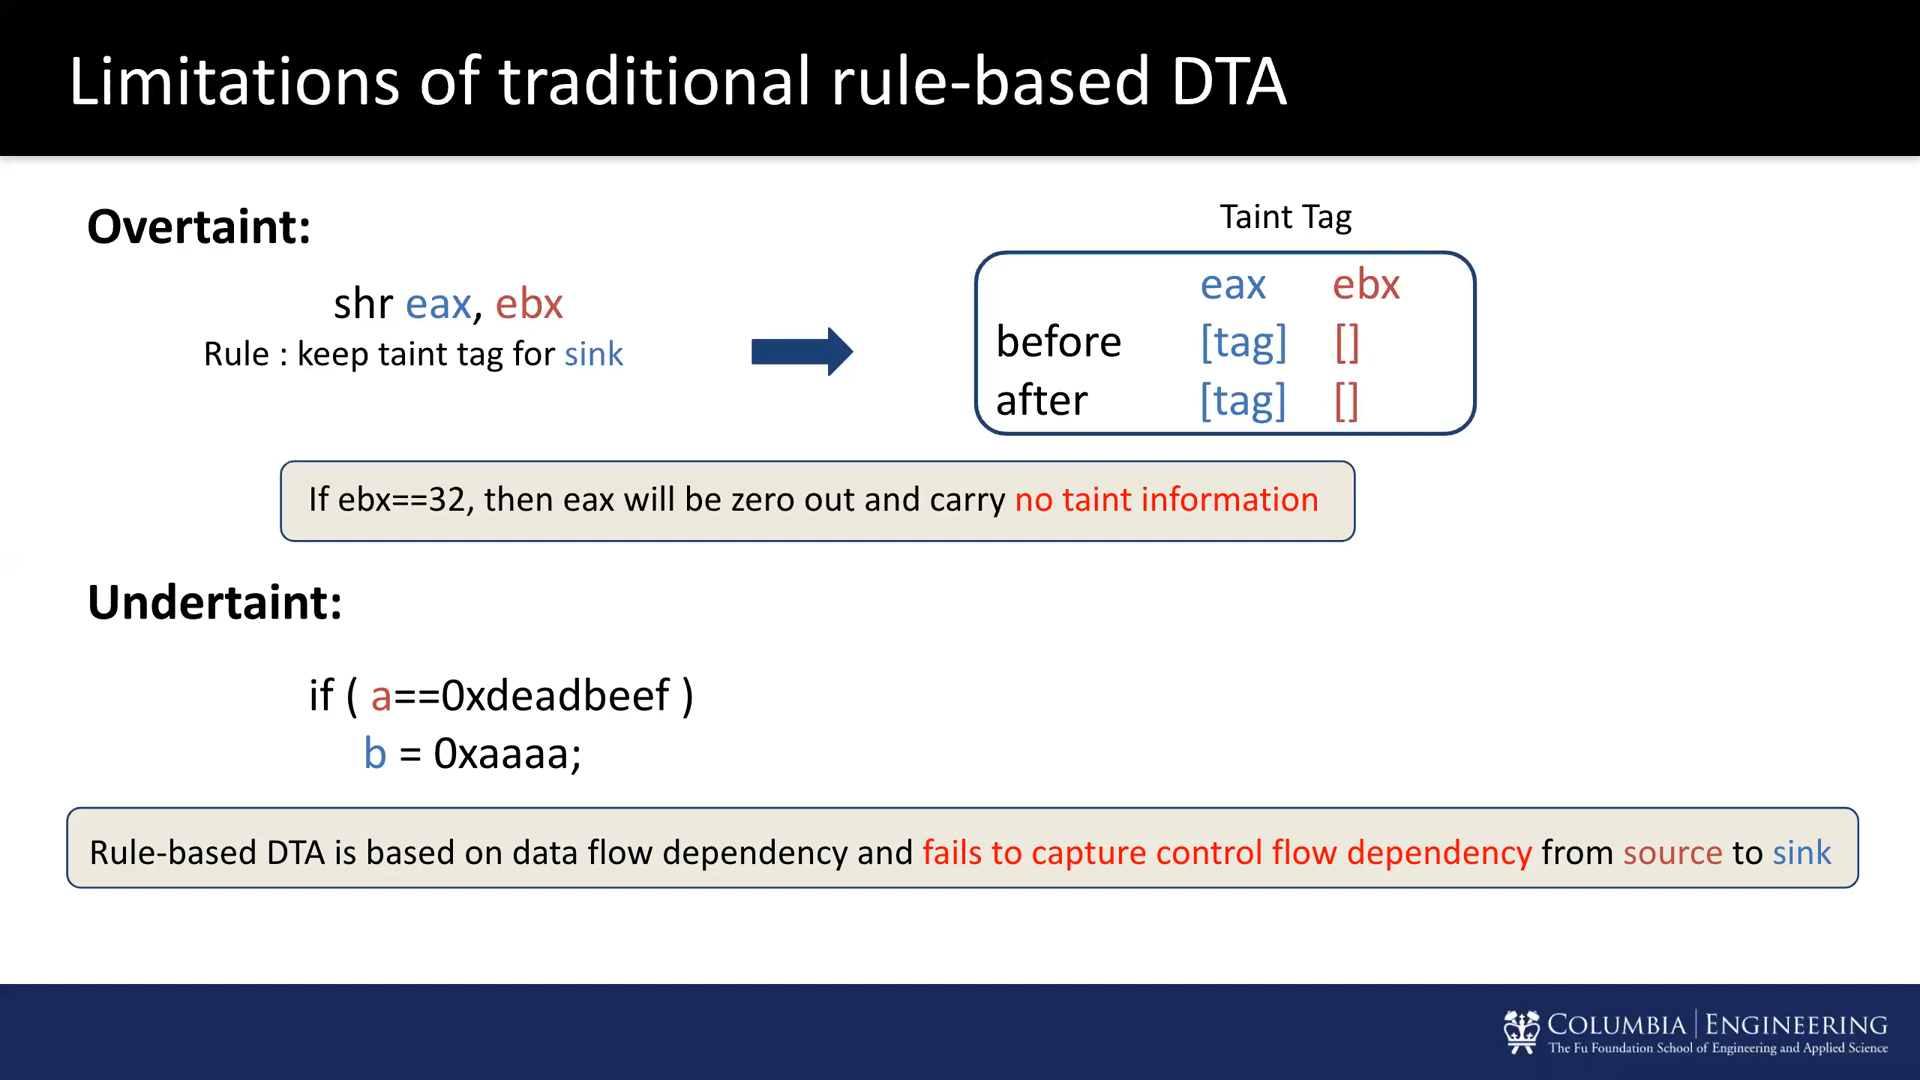 Limitations of traditional rule-based DTA
Overtaint:
shr eax, ebx
Rule : keep taint tag for sink
Taint Tag
eax ebx
before [tag] []
after [tag] []
If ebx==32, then eax will be zero out and carry no taint information
Undertaint:
if ( a==0xdeadbeef )
b = 0xaaaa;
Rule-based DTA is based on data flow dependency and fails to capture control flow dependency from source to sink
COLUMBIA | ENGINEERING
The Fu Foundation School of Engineering and Applied Science